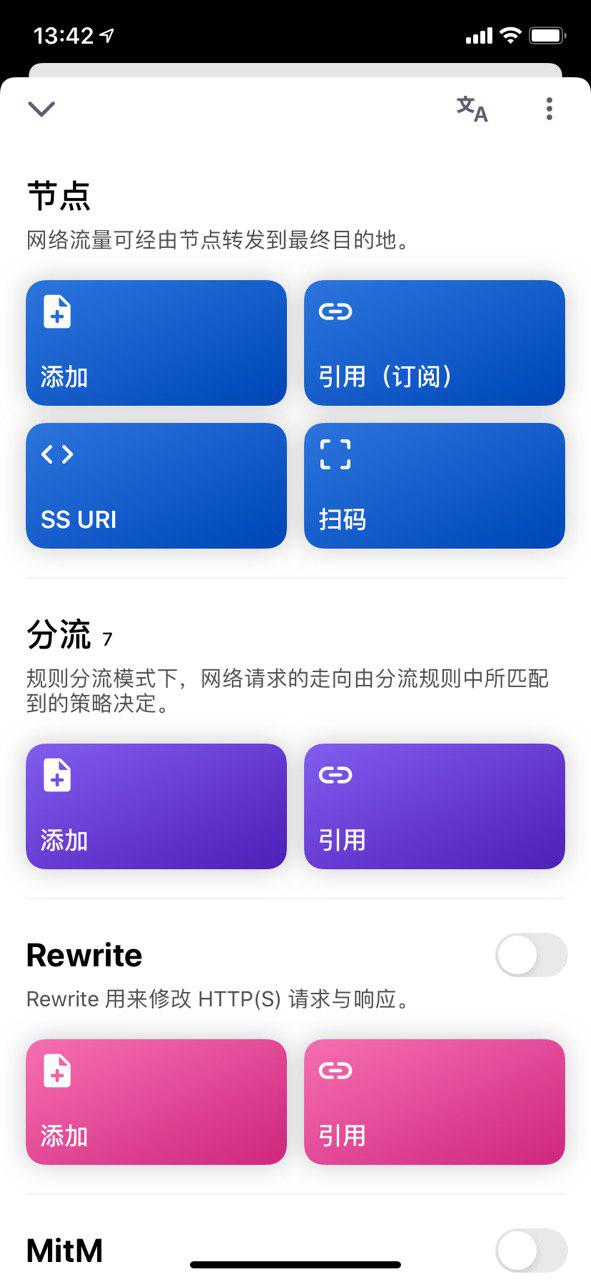 13:42
文A
节点
网络流量可经由节点转发到最终目的地。
添加
引用（订阅）
SS URI
扫码
分流 7
规则分流模式下，网络请求的走向由分流规则中所匹配
到的策略决定。
添加
引用
Rewrite
Rewrite 用来修改 HTTP(S) 请求与响应。
添加
引用
MitM